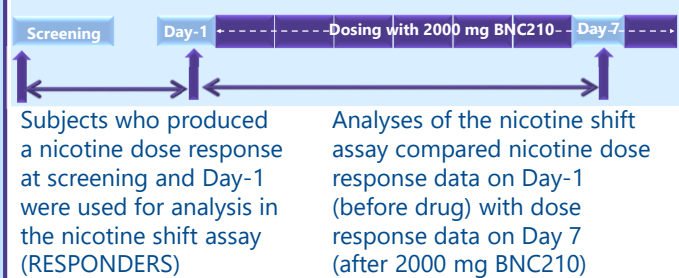 Screening
Day-1
Dosing with 2000 mg BNC210
Day 7
Subjects who produced
a nicotine dose response
at screening and Day-1
were used for analysis in
the nicotine shift assay
(RESPONDERS)
Analyses of the nicotine shift
assay compared nicotine dose
response data on Day-1
(before drug) with dose
response data on Day 7
(after 2000 mg BNC210)